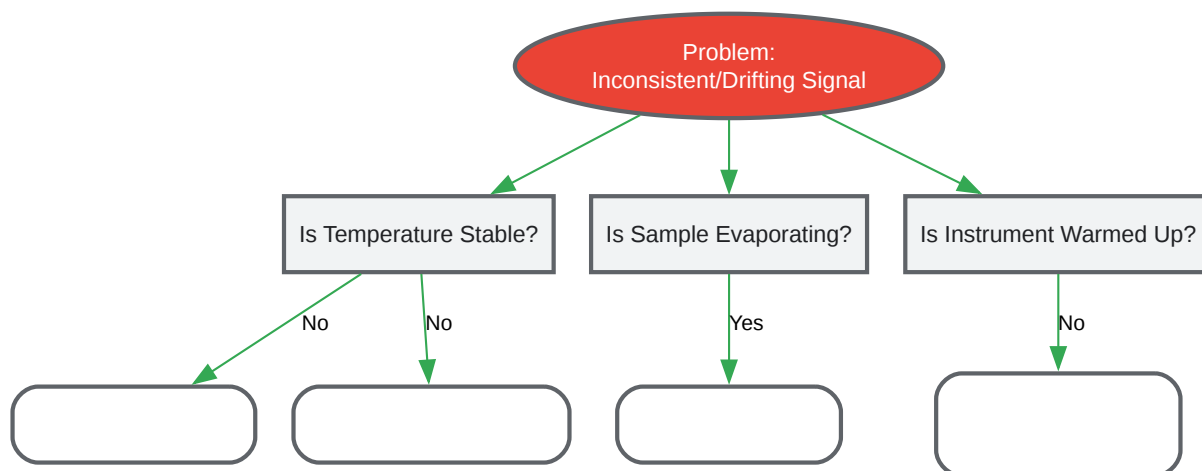 Problem:
Inconsistent/Drifting Signal
Is Temperature Stable?
Is Sample Evaporating?
Is Instrument Warmed Up?
No
No
Yes
No